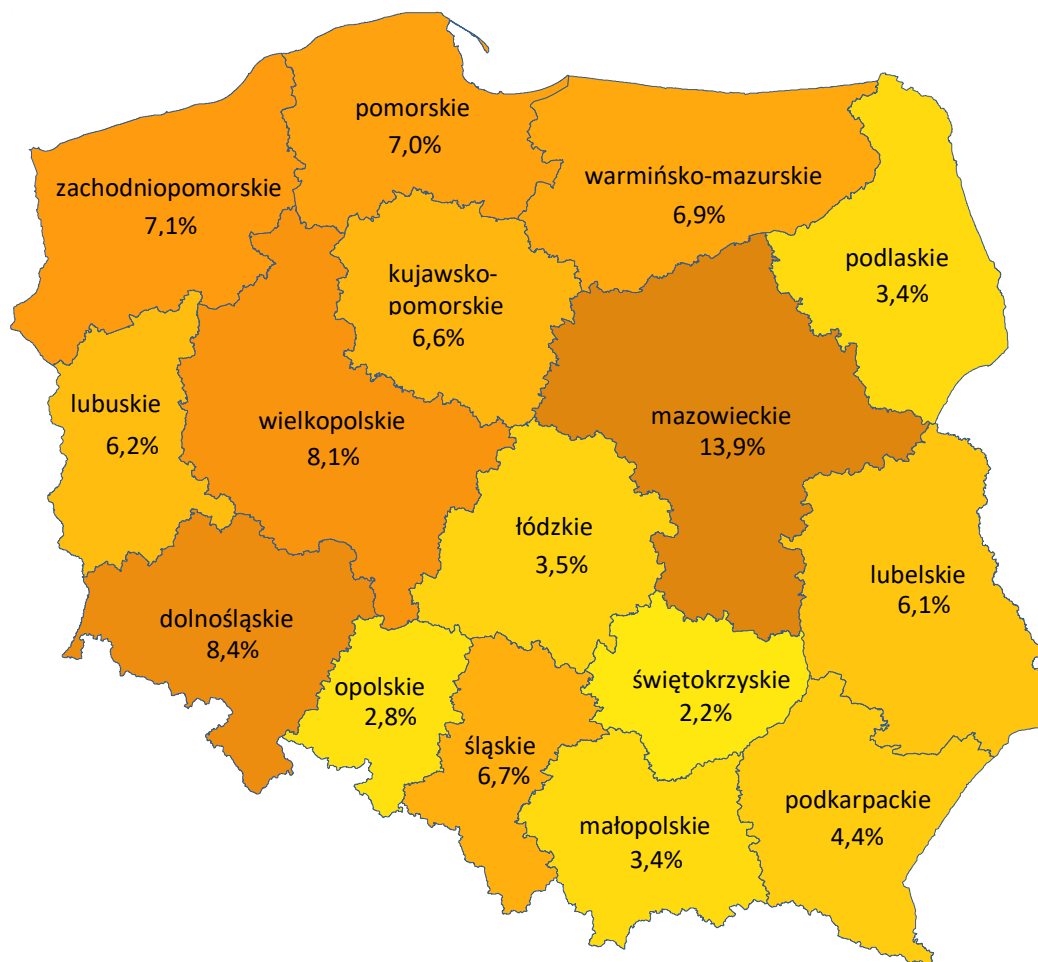 pomorskie
7,0%
warmińsko-mazurskie
6,9%
zachodniopomorskie
7,1%
podlaskie
3,4%
kujawsko-
pomorskie
6,6%
lubuskie
6,2%
wielkopolskie
8,1%
mazowieckie
13,9%
łódzkie
3,5%
lubelskie
6,1%
dolnośląskie
8,4%
opolskie
2,8%
świętokrzyskie
2,2%
śląskie
6,7%
małopolskie
3,4%
podkarpackie
4,4%